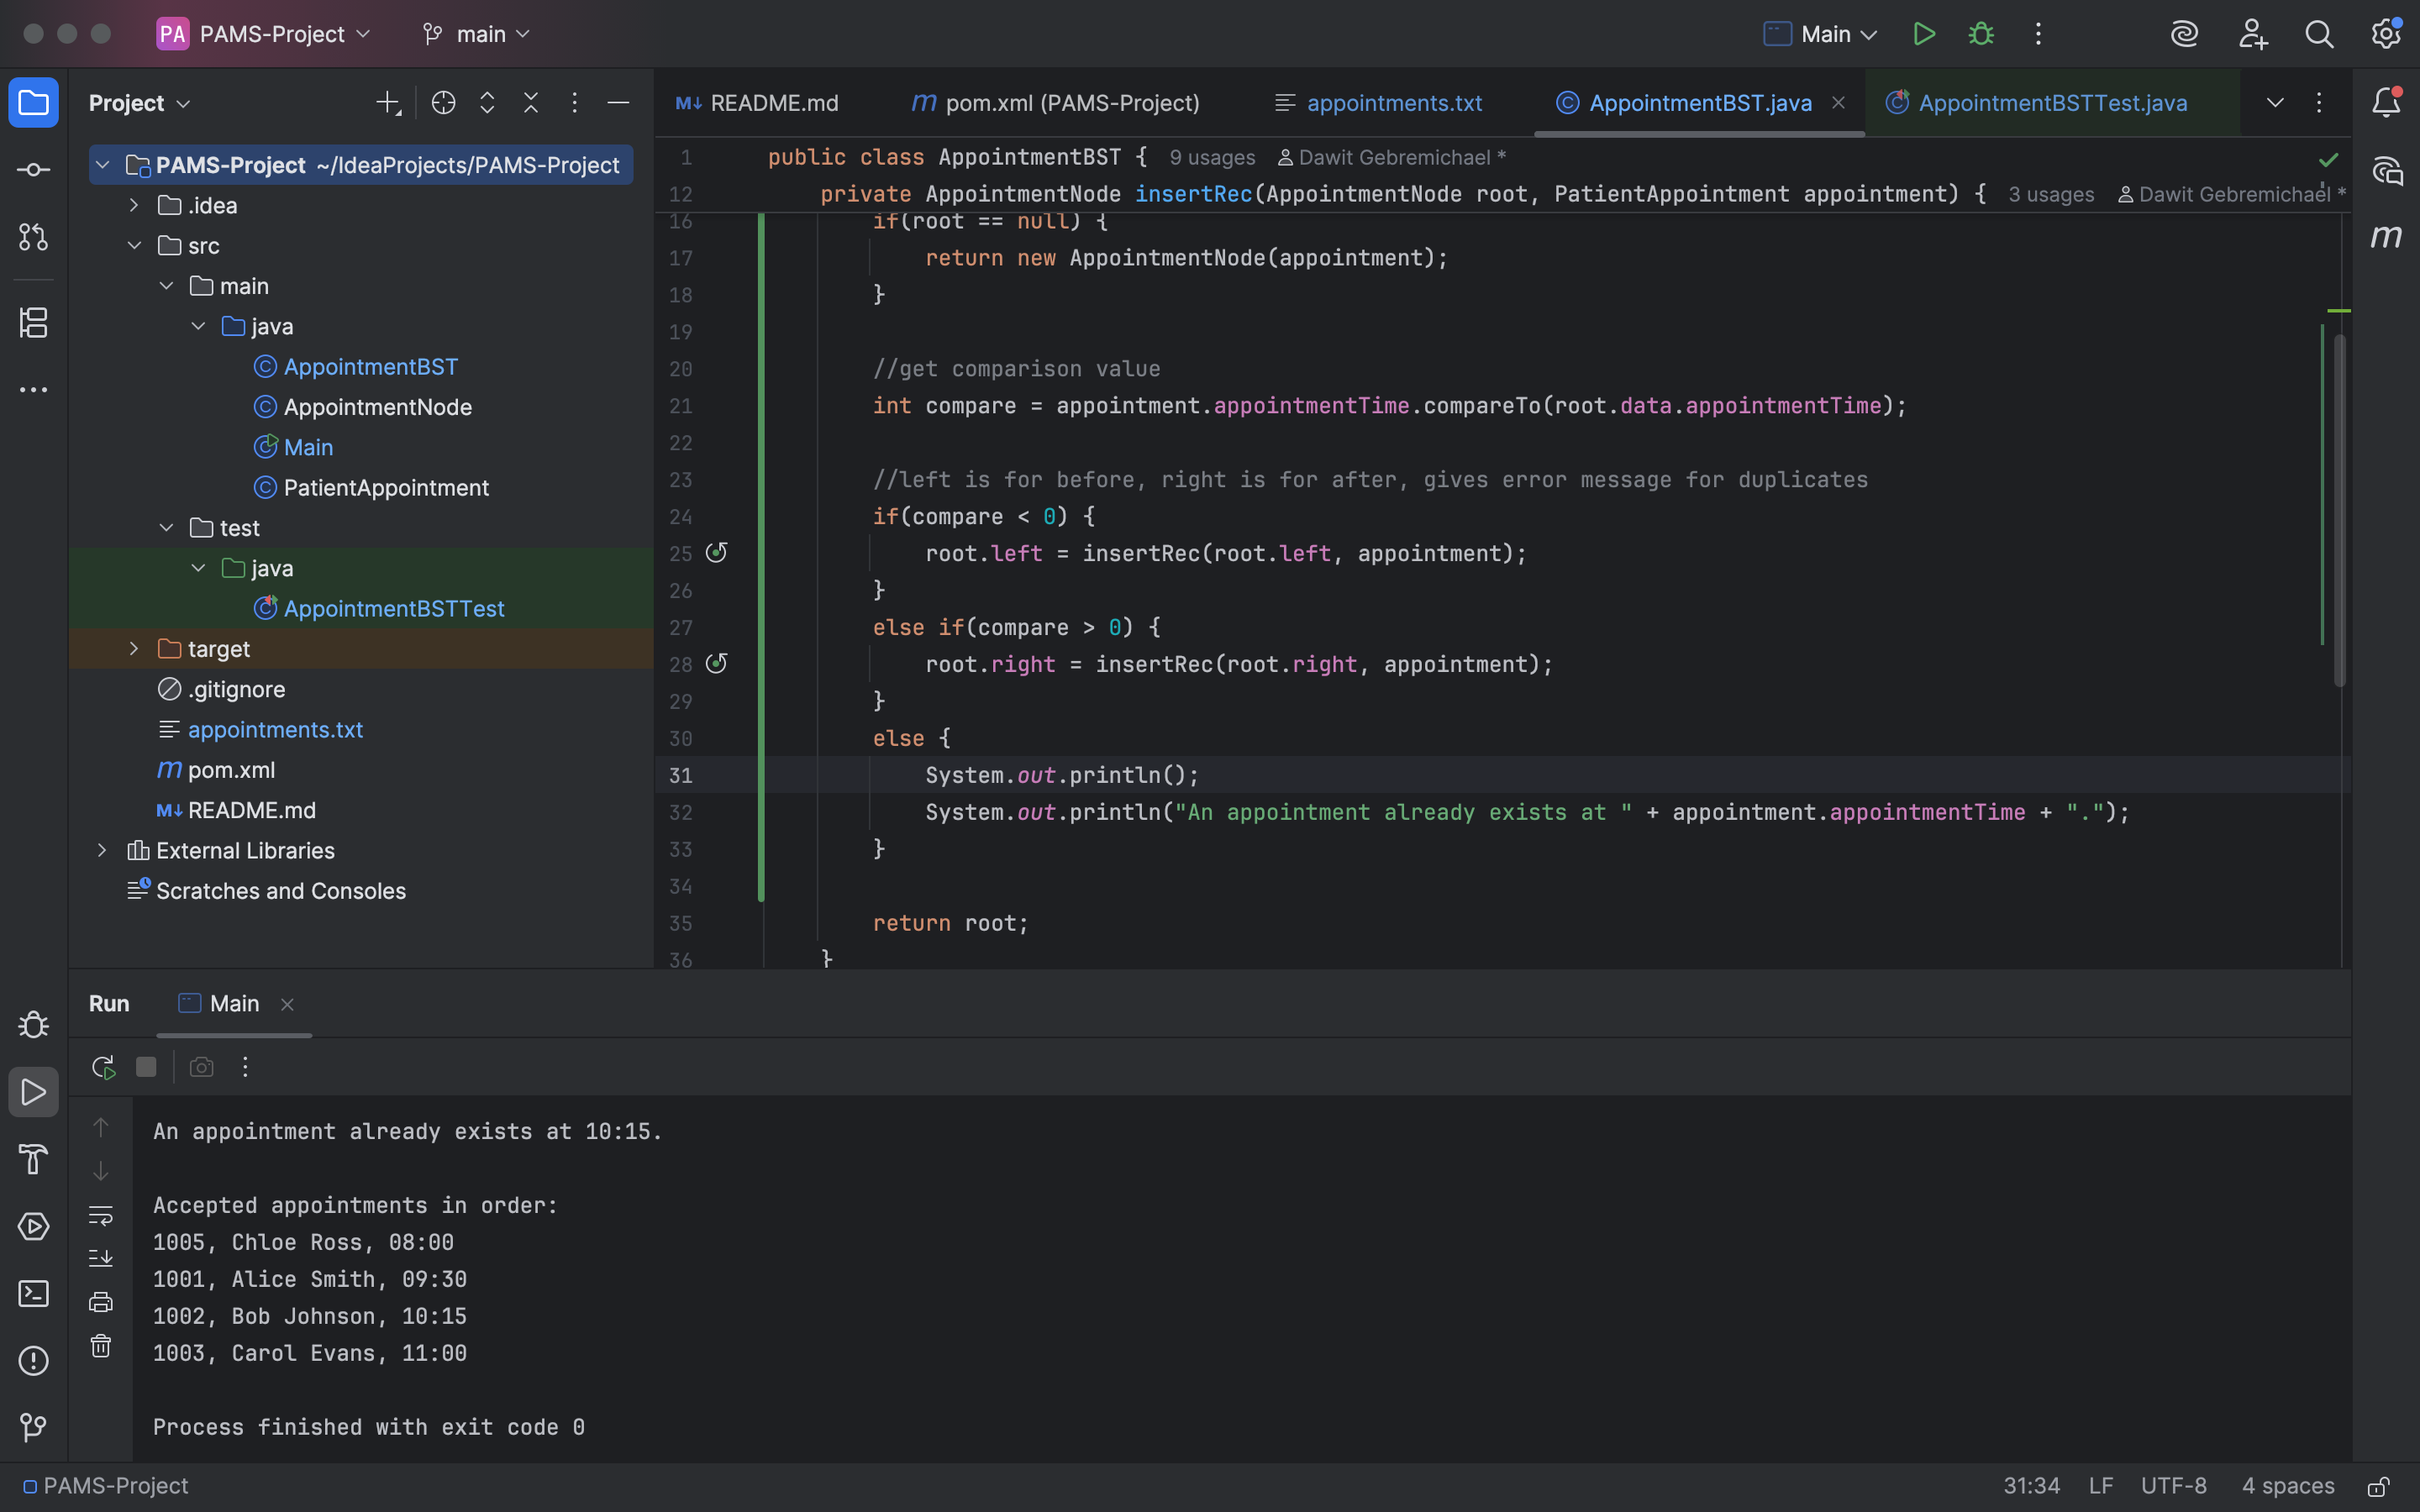 PA PAMS-Project main Main
Project
README.md
pom.xml (PAMS-Project)
appointments.txt
AppointmentBST.java
AppointmentBSTTest.java
PAMS-Project ~/IdeaProjects/PAMS-Project
.idea
src
main
java
AppointmentBST
AppointmentNode
Main
PatientAppointment
test
java
AppointmentBSTTest
target
.gitignore
appointments.txt
pom.xml
README.md
External Libraries
Scratches and Consoles
1 public class AppointmentBST { 9 usages Dawit Gebremichael *
12 private AppointmentNode insertRec(AppointmentNode root, PatientAppointment appointment) { 3 usages Dawit Gebremichael *
16 if(root == null) {
17 return new AppointmentNode(appointment);
18 }
19
20 //get comparison value
21 int compare = appointment.appointmentTime.compareTo(root.data.appointmentTime);
22
23 //left is for before, right is for after, gives error message for duplicates
24 if(compare < 0) {
25 root.left = insertRec(root.left, appointment);
26 }
27 else if(compare > 0) {
28 root.right = insertRec(root.right, appointment);
29 }
30 else {
31 System.out.println();
32 System.out.println("An appointment already exists at " + appointment.appointmentTime + ".");
33 }
34
35 return root;
36 }
Run Main
An appointment already exists at 10:15.
Accepted appointments in order:
1005, Chloe Ross, 08:00
1001, Alice Smith, 09:30
1002, Bob Johnson, 10:15
1003, Carol Evans, 11:00
Process finished with exit code 0
PAMS-Project
31:34 LF UTF-8 4 spaces